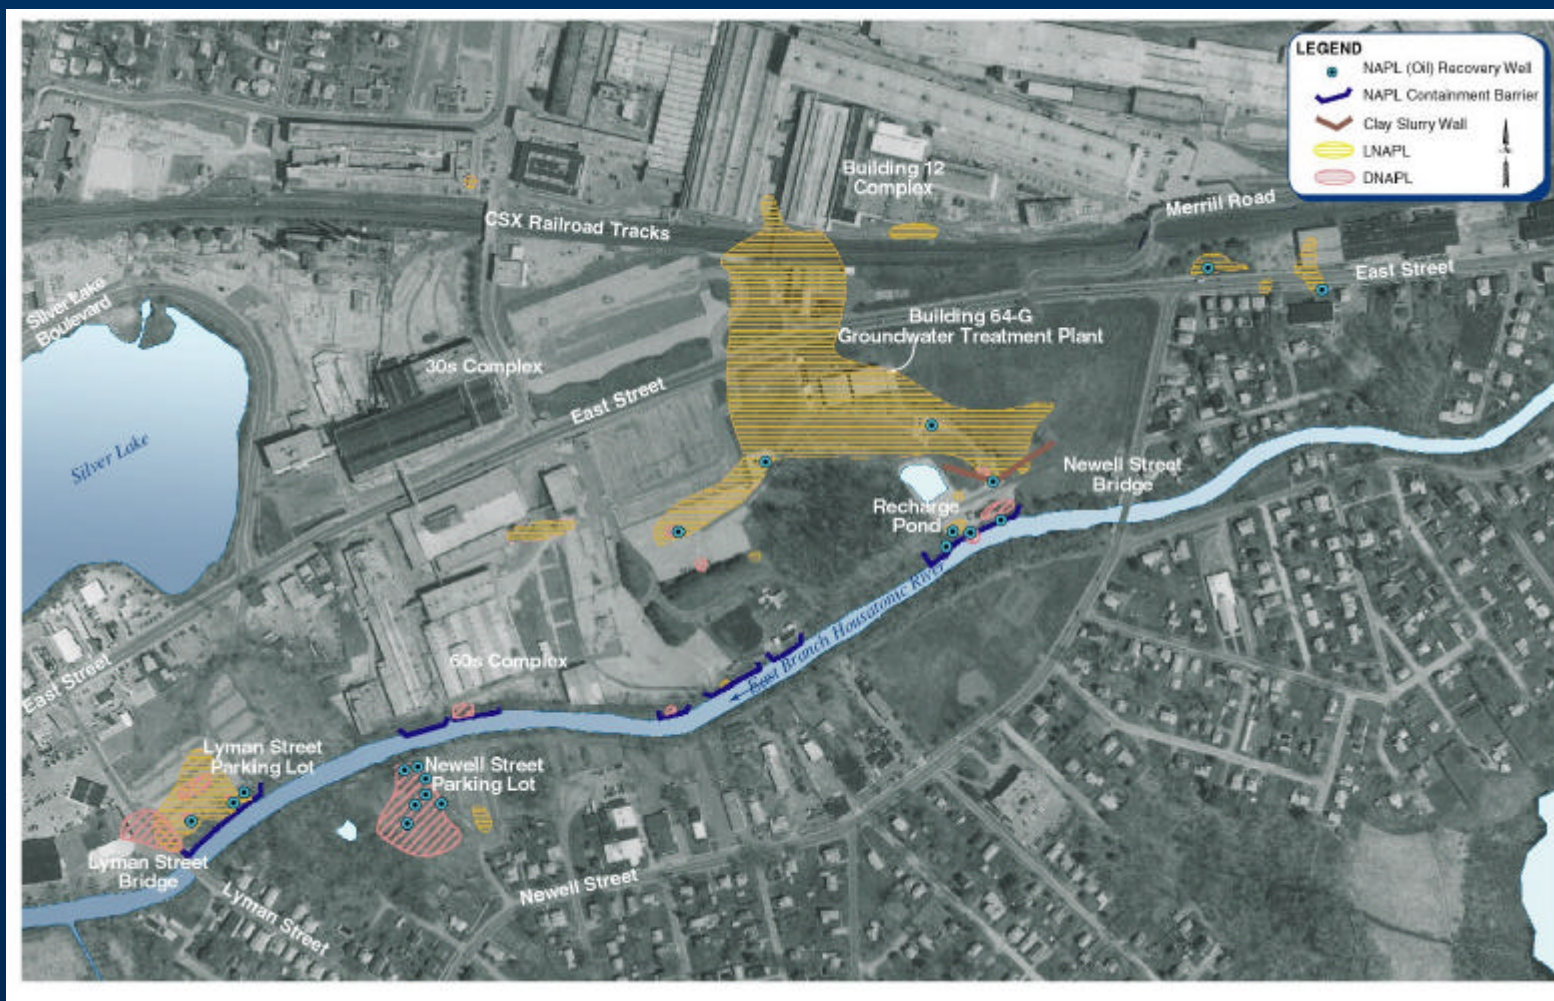 LEGEND
NAPL (Oil) Recovery Well
NAPL Containment Barrier
Clay Slurry Wall
LNAPL
DNAPL
Building 12
Complex
Merrill Road
CSX Railroad Tracks
East Street
Silver Lake
Boulevard
Building 64-G
Groundwater Treatment Plant
30s Complex
East Street
Silver Lake
Newell Street
Bridge
Recharge
Pond
East Branch Housatonic River
60s Complex
East Street
Lyman Street
Parking Lot
Newell Street
Parking Lot
Lyman Street
Bridge
Newell Street
Lyman Street